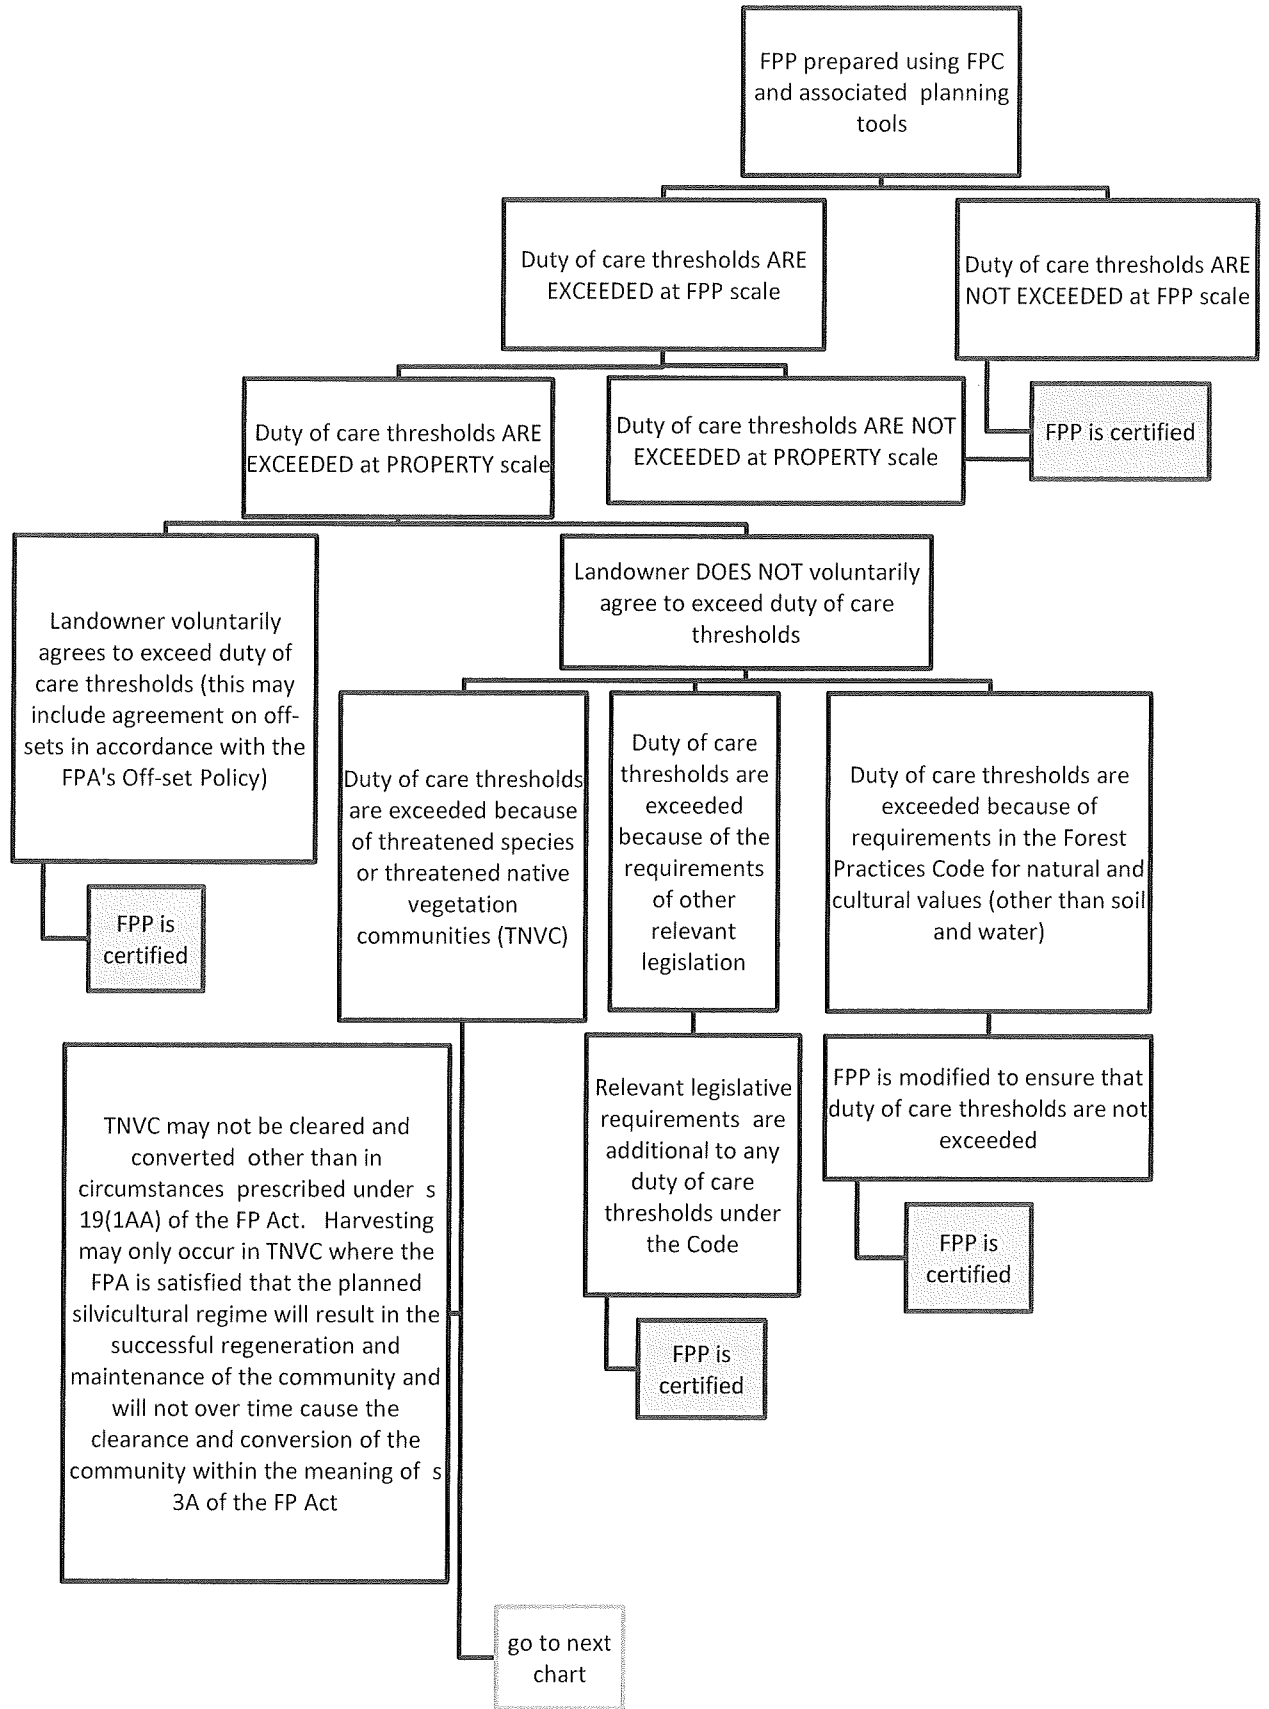 FPP prepared using FPC
and associated planning
tools
Duty of care thresholds ARE
EXCEEDED at FPP scale
Duty of care thresholds ARE
NOT EXCEEDED at FPP scale
Duty of care thresholds ARE
EXCEEDED at PROPERTY scale
Duty of care thresholds ARE NOT
EXCEEDED at PROPERTY scale
FPP is certified
Landowner voluntarily
agrees to exceed duty of
care thresholds (this may
include agreement on off-
sets in accordance with the
FPA's Off-set Policy)
FPP is
certified
Landowner DOES NOT voluntarily
agree to exceed duty of care
thresholds
Duty of care thresholds
are exceeded because
of threatened species
or threatened native
vegetation
communities (TNVC)
Duty of care
thresholds are
exceeded
because of the
requirements
of other
relevant
legislation
Duty of care thresholds are
exceeded because of
requirements in the Forest
Practices Code for natural and
cultural values (other than soil
and water)
TNVC may not be cleared and
converted other than in
circumstances prescribed under s
19(1AA) of the FP Act. Harvesting
may only occur in TNVC where the
FPA is satisfied that the planned
silvicultural regime will result in the
successful regeneration and
maintenance of the community and
will not over time cause the
clearance and conversion of the
community within the meaning of s
3A of the FP Act
Relevant legislative
requirements are
additional to any
duty of care
thresholds under
the Code
FPP is
certified
FPP is modified to ensure that
duty of care thresholds are not
exceeded
FPP is
certified
go to next
chart